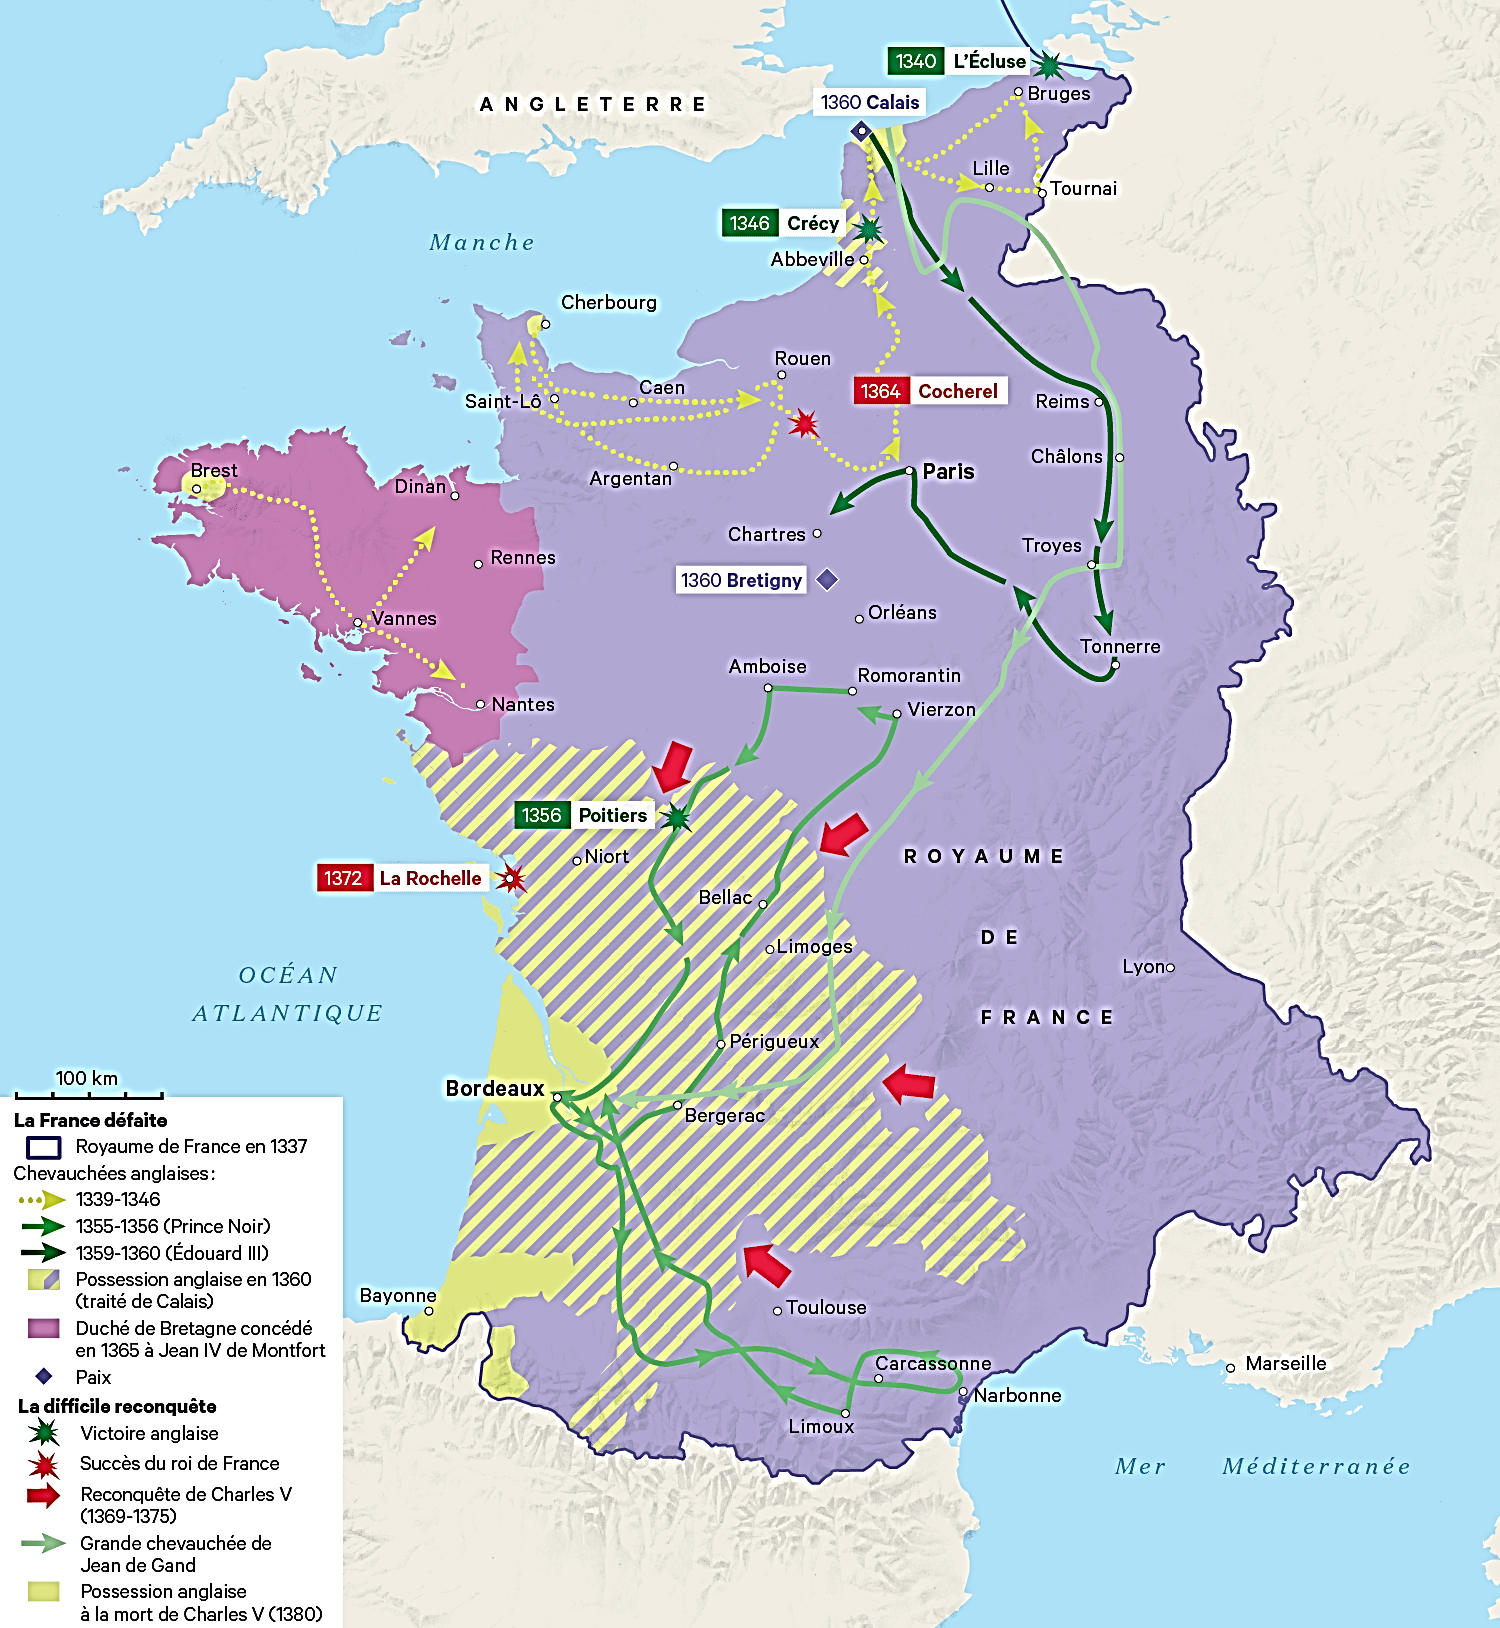 1340 L'Écluse
Bruges
ANGLETERRE
1360 Calais
Lille
Tournai
1346 Crécy
Manche
Abbeville
Cherbourg
Rouen
Caen
1364 Cocherel
Saint-Lô
Reims
Châlons
Argentan
Paris
Brest
Dinan
Chartres
Troyes
Rennes
1360 Bretigny
Orléans
Vannes
Tonnerre
Amboise
Romorantin
Nantes
Vierzon
1356 Poitiers
Niort
ROYAUME
1372 La Rochelle
Bellac
DE
Limoges
Lyon
OCÉAN
ATLANTIQUE
FRANCE
Périgueux
Bordeaux
Bergerac
Bayonne
Toulouse
Carcassonne
Marseille
Narbonne
Limoux
Mer Méditerranée
100 km
La France défaite
Royaume de France en 1337
Chevauchées anglaises :
1339-1346
1355-1356 (Prince Noir)
1359-1360 (Édouard III)
Possession anglaise en 1360
(traité de Calais)
Duché de Bretagne concédé
en 1365 à Jean IV de Montfort
Paix
La difficile reconquête
Victoire anglaise
Succès du roi de France
Reconquête de Charles V
(1369-1375)
Grande chevauchée de
Jean de Gand
Possession anglaise
à la mort de Charles V (1380)